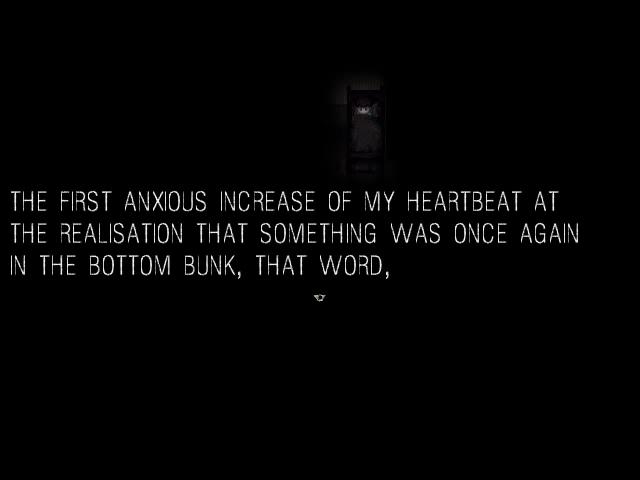 THE FIRST ANXIOUS INCREASE OF MY HEARTBEAT AT
THE REALISATION THAT SOMETHING WAS ONCE AGAIN
IN THE BOTTOM BUNK, THAT WORD,